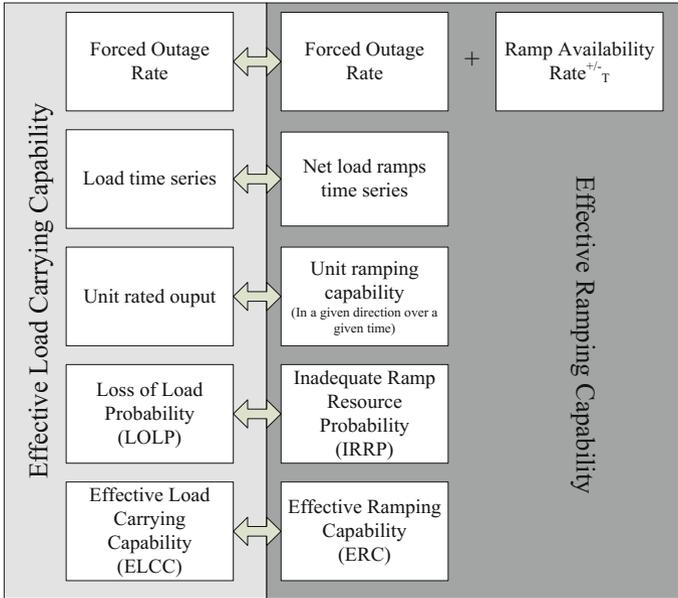 Effective Load Carrying Capability
Forced Outage
Rate
Forced Outage
Rate
+
Ramp Availability
Rate+/-T
Load time series
Net load ramps
time series
Unit rated ouput
Unit ramping
capability
(In a given direction over a
given time)
Loss of Load
Probability
(LOLP)
Inadequate Ramp
Resource
Probability
(IRRP)
Effective Load
Carrying
Capability
(ELCC)
Effective Ramping
Capability
(ERC)
Effective Ramping Capability